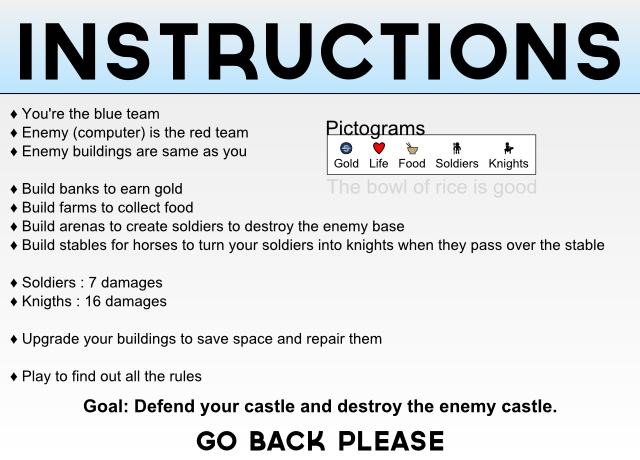 INSTRUCTIONS
♦ You're the blue team
♦ Enemy (computer) is the red team
♦ Enemy buildings are same as you
Pictograms
Gold Life Food Soldiers Knights
The bowl of rice is good
♦ Build banks to earn gold
♦ Build farms to collect food
♦ Build arenas to create soldiers to destroy the enemy base
♦ Build stables for horses to turn your soldiers into knights when they pass over the stable
♦ Soldiers : 7 damages
♦ Knigths : 16 damages
♦ Upgrade your buildings to save space and repair them
♦ Play to find out all the rules
Goal: Defend your castle and destroy the enemy castle.
GO BACK PLEASE